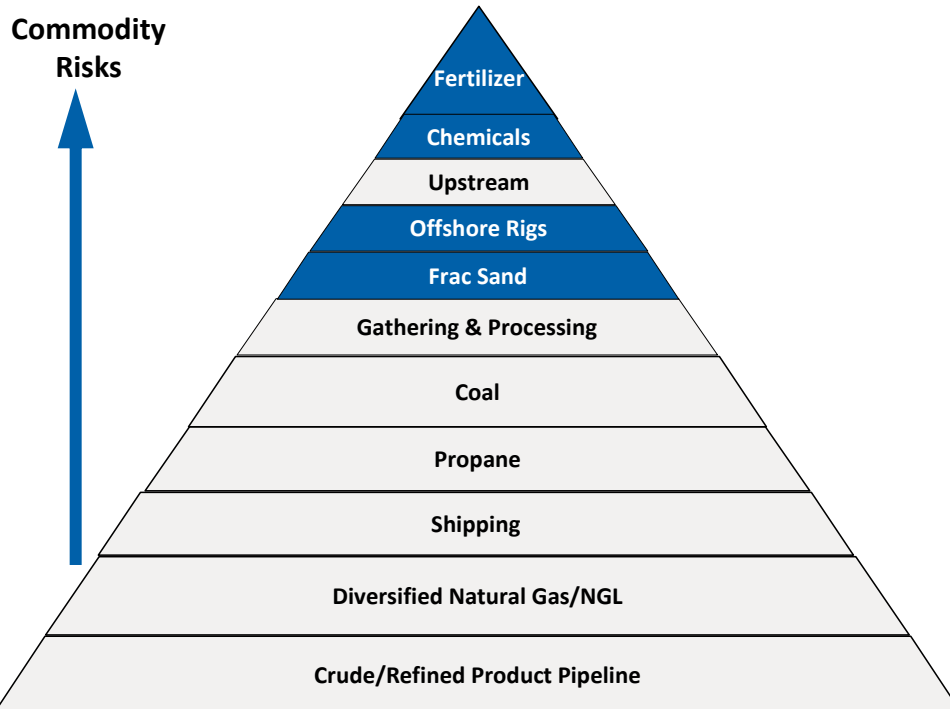 Commodity
Risks
Fertilizer
Chemicals
Upstream
Offshore Rigs
Frac Sand
Gathering & Processing
Coal
Propane
Shipping
Diversified Natural Gas/NGL
Crude/Refined Product Pipeline